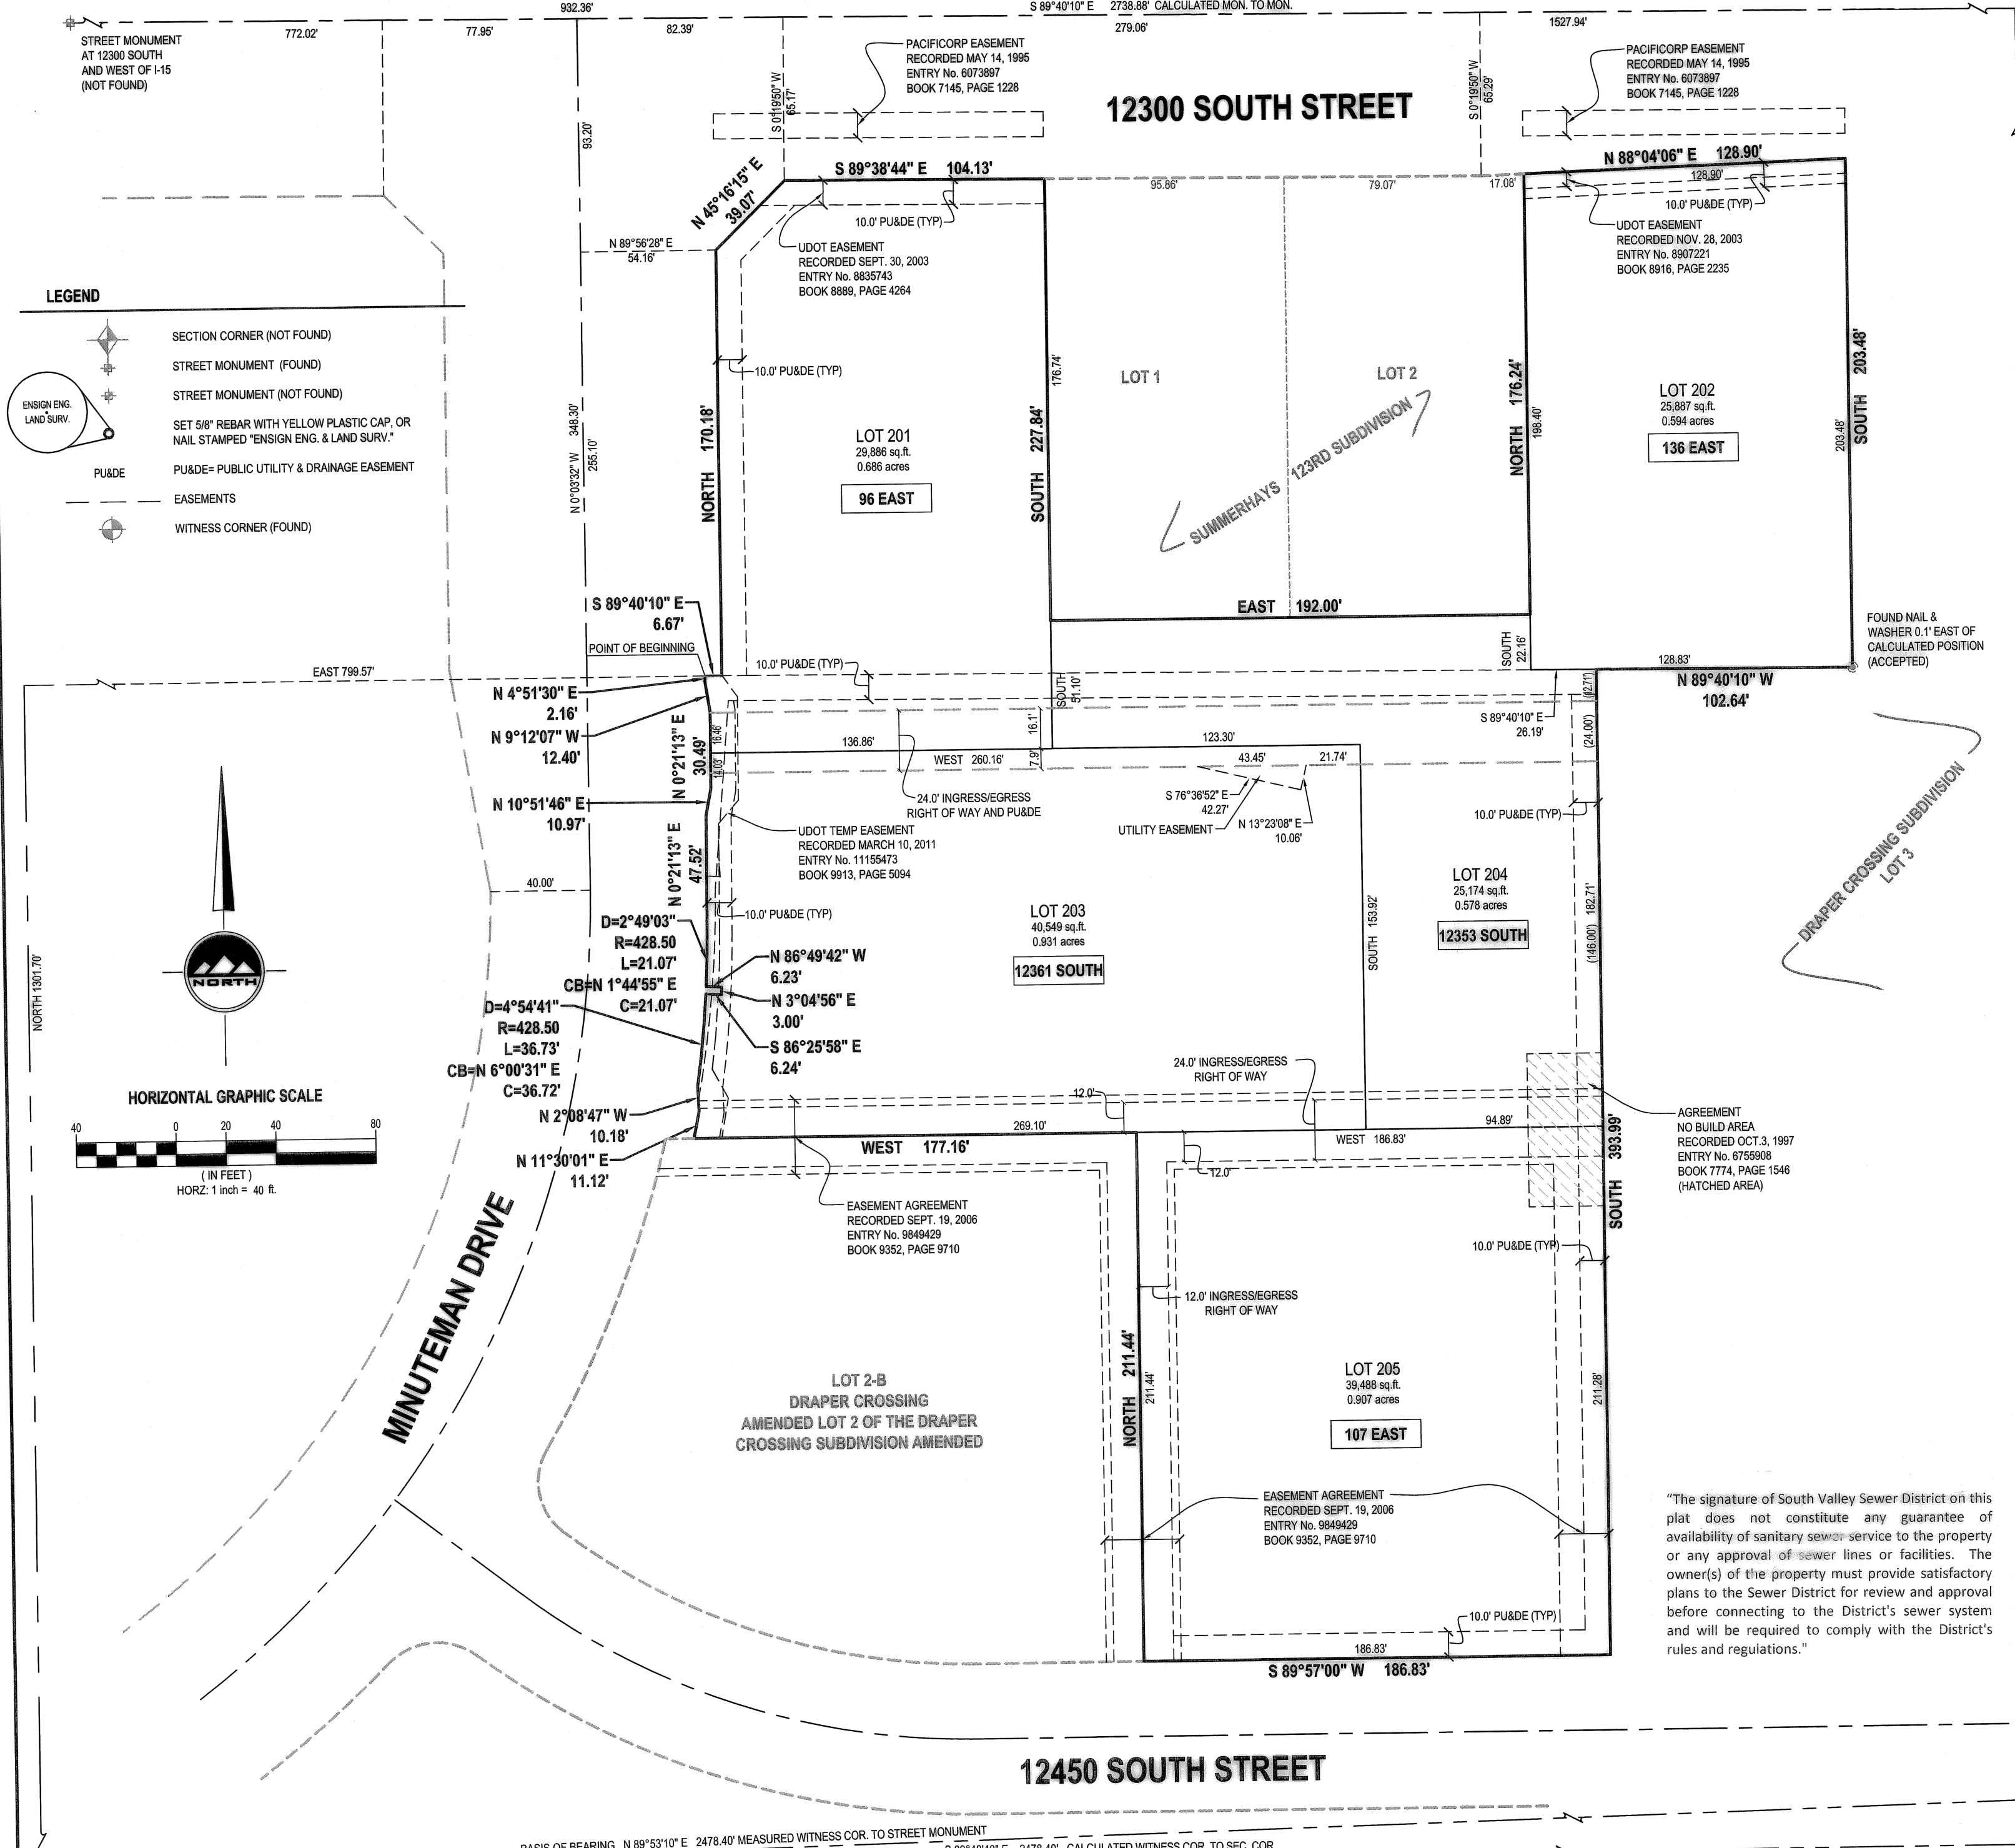 932.36'
S 89°40'10" E 2738.88' CALCULATED MON. TO MON.
772.02'
77.95'
82.39'
279.06'
1527.94'
STREET MONUMENT
AT 12300 SOUTH
AND WEST OF I-15
(NOT FOUND)
93.20'
S 0°19'50" W
65.17'
PACIFICORP EASEMENT
RECORDED MAY 14, 1995
ENTRY No. 6073897
BOOK 7145, PAGE 1228
12300 SOUTH STREET
S 0°19'50" W
65.29'
PACIFICORP EASEMENT
RECORDED MAY 14, 1995
ENTRY No. 6073897
BOOK 7145, PAGE 1228
N 45°16'15" E
39.07'
S 89°38'44" E 104.13'
95.86'
79.07'
17.08'
N 88°04'06" E 128.90'
128.90'
10.0' PU&DE (TYP)
10.0' PU&DE (TYP)
N 89°56'28" E
54.16'
UDOT EASEMENT
RECORDED SEPT. 30, 2003
ENTRY No. 8835743
BOOK 8889, PAGE 4264
UDOT EASEMENT
RECORDED NOV. 28, 2003
ENTRY No. 8907221
BOOK 8916, PAGE 2235
LEGEND
SECTION CORNER (NOT FOUND)
STREET MONUMENT (FOUND)
STREET MONUMENT (NOT FOUND)
ENSIGN ENG.
LAND SURV.
SET 5/8" REBAR WITH YELLOW PLASTIC CAP, OR
NAIL STAMPED "ENSIGN ENG. & LAND SURV."
PU&DE
PU&DE= PUBLIC UTILITY & DRAINAGE EASEMENT
EASEMENTS
WITNESS CORNER (FOUND)
N 0°03'32" W 348.30'
255.10'
10.0' PU&DE (TYP)
NORTH 170.18'
LOT 201
29,886 sq.ft.
0.686 acres
96 EAST
SOUTH 227.84'
176.74'
LOT 1
LOT 2
SUMMERHAYS 123RD SUBDIVISION
NORTH 176.24'
198.40'
LOT 202
25,887 sq.ft.
0.594 acres
136 EAST
203.48'
SOUTH 203.48'
S 89°40'10" E
6.67'
POINT OF BEGINNING
EAST 799.57'
EAST 192.00'
SOUTH
22.16'
FOUND NAIL &
WASHER 0.1' EAST OF
CALCULATED POSITION
(ACCEPTED)
10.0' PU&DE (TYP)
SOUTH
51.10'
128.83'
N 89°40'10" W
102.64'
(12.71')
N 4°51'30" E
2.16'
N 9°12'07" W
12.40'
N 0°21'13" E
30.49'
16.46'
14.03'
136.86'
WEST 260.16'
16.1'
7.9'
123.30'
43.45'
21.74'
S 89°40'10" E
26.19'
(24.00')
24.0' INGRESS/EGRESS
RIGHT OF WAY AND PU&DE
S 76°36'52" E
42.27'
UTILITY EASEMENT
N 13°23'08" E
10.06'
10.0' PU&DE (TYP)
N 10°51'46" E
10.97'
UDOT TEMP EASEMENT
RECORDED MARCH 10, 2011
ENTRY No. 11155473
BOOK 9913, PAGE 5094
DRAPER CROSSING SUBDIVISION
LOT 3
N 0°21'13" E
47.52'
40.00'
10.0' PU&DE (TYP)
LOT 203
40,549 sq.ft.
0.931 acres
12361 SOUTH
SOUTH 153.92'
LOT 204
25,174 sq.ft.
0.578 acres
12353 SOUTH
(146.00') 182.71'
D=2°49'03"
R=428.50
L=21.07'
CB=N 1°44'55" E
C=21.07'
N 86°49'42" W
6.23'
N 3°04'56" E
3.00'
S 86°25'58" E
6.24'
D=4°54'41"
R=428.50
L=36.73'
CB=N 6°00'31" E
C=36.72'
NORTH 1301.70'
NORTH
24.0' INGRESS/EGRESS
RIGHT OF WAY
HORIZONTAL GRAPHIC SCALE
40 0 20 40 80
( IN FEET )
HORZ: 1 inch = 40 ft.
N 2°08'47" W
10.18'
N 11°30'01" E
11.12'
12.0'
269.10'
94.89'
WEST 177.16'
WEST 186.83'
12.0'
AGREEMENT
NO BUILD AREA
RECORDED OCT.3, 1997
ENTRY No. 6755908
BOOK 7774, PAGE 1546
(HATCHED AREA)
SOUTH 393.99'
EASEMENT AGREEMENT
RECORDED SEPT. 19, 2006
ENTRY No. 9849429
BOOK 9352, PAGE 9710
10.0' PU&DE (TYP)
MINUTEMAN DRIVE
12.0' INGRESS/EGRESS
RIGHT OF WAY
LOT 2-B
DRAPER CROSSING
AMENDED LOT 2 OF THE DRAPER
CROSSING SUBDIVISION AMENDED
NORTH 211.44'
211.44'
LOT 205
39,488 sq.ft.
0.907 acres
107 EAST
211.28'
EASEMENT AGREEMENT
RECORDED SEPT. 19, 2006
ENTRY No. 9849429
BOOK 9352, PAGE 9710
"The signature of South Valley Sewer District on this
plat does not constitute any guarantee of
availability of sanitary sewer service to the property
or any approval of sewer lines or facilities. The
owner(s) of the property must provide satisfactory
plans to the Sewer District for review and approval
before connecting to the District's sewer system
and will be required to comply with the District's
rules and regulations."
10.0' PU&DE (TYP)
186.83'
S 89°57'00" W 186.83'
12450 SOUTH STREET
BASIS OF BEARING N 89°53'10" E 2478.40' MEASURED WITNESS COR. TO STREET MONUMENT
2478.40' CALCULATED WITNESS COR. TO SEC. COR.